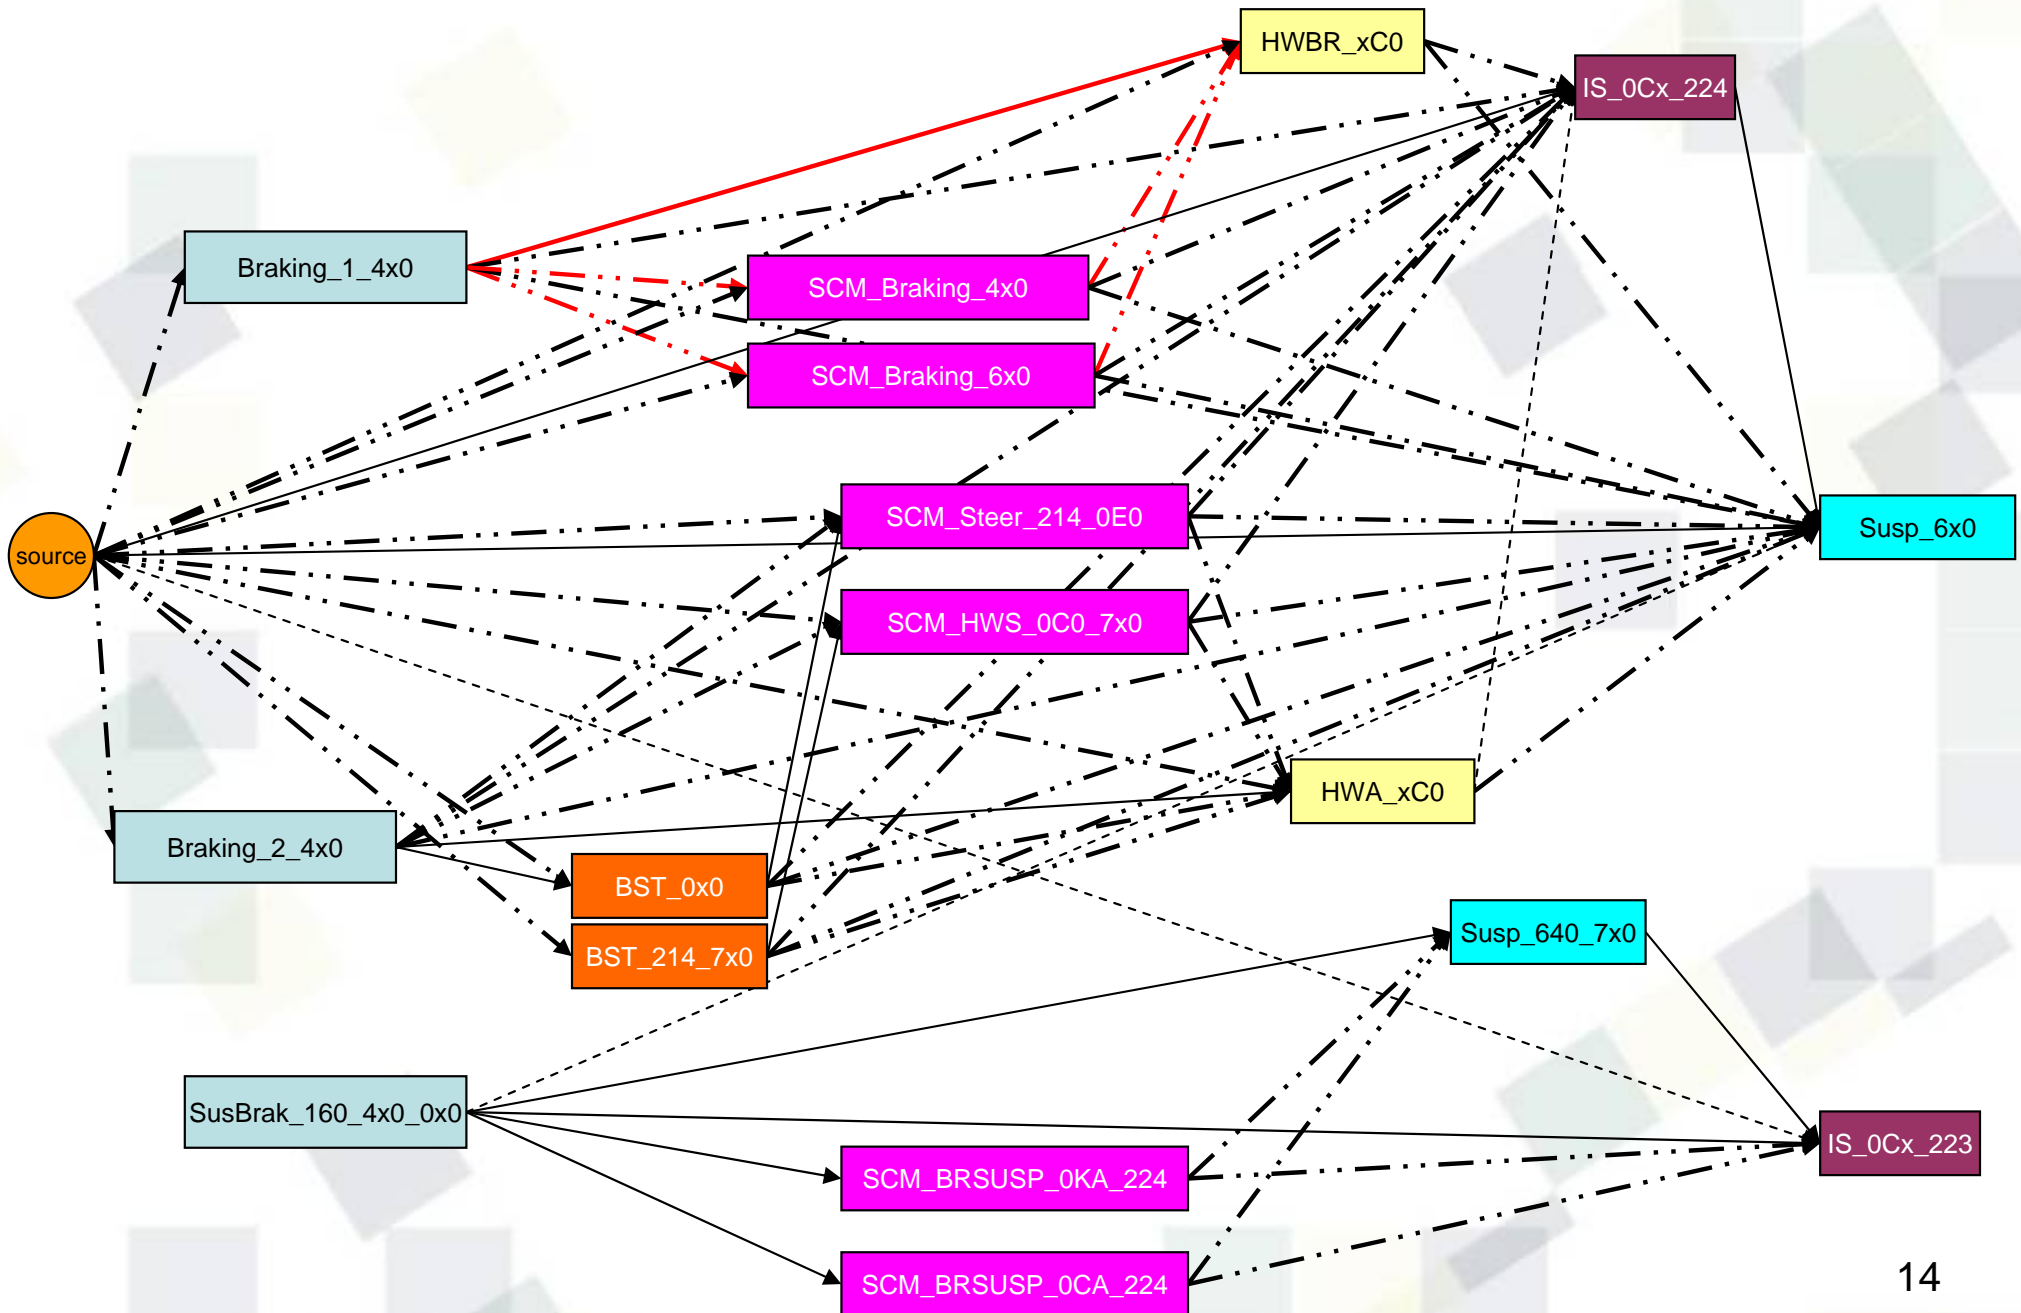 HWBR_xC0
IS_0Cx_224
Braking_1_4x0
SCM_Braking_4x0
SCM_Braking_6x0
SCM_Steer_214_0E0
Susp_6x0
source
SCM_HWS_0C0_7x0
HWA_xC0
Braking_2_4x0
BST_0x0
Susp_640_7x0
BST_214_7x0
SusBrak_160_4x0_0x0
IS_0Cx_223
SCM_BRSUSP_0KA_224
SCM_BRSUSP_0CA_224
14